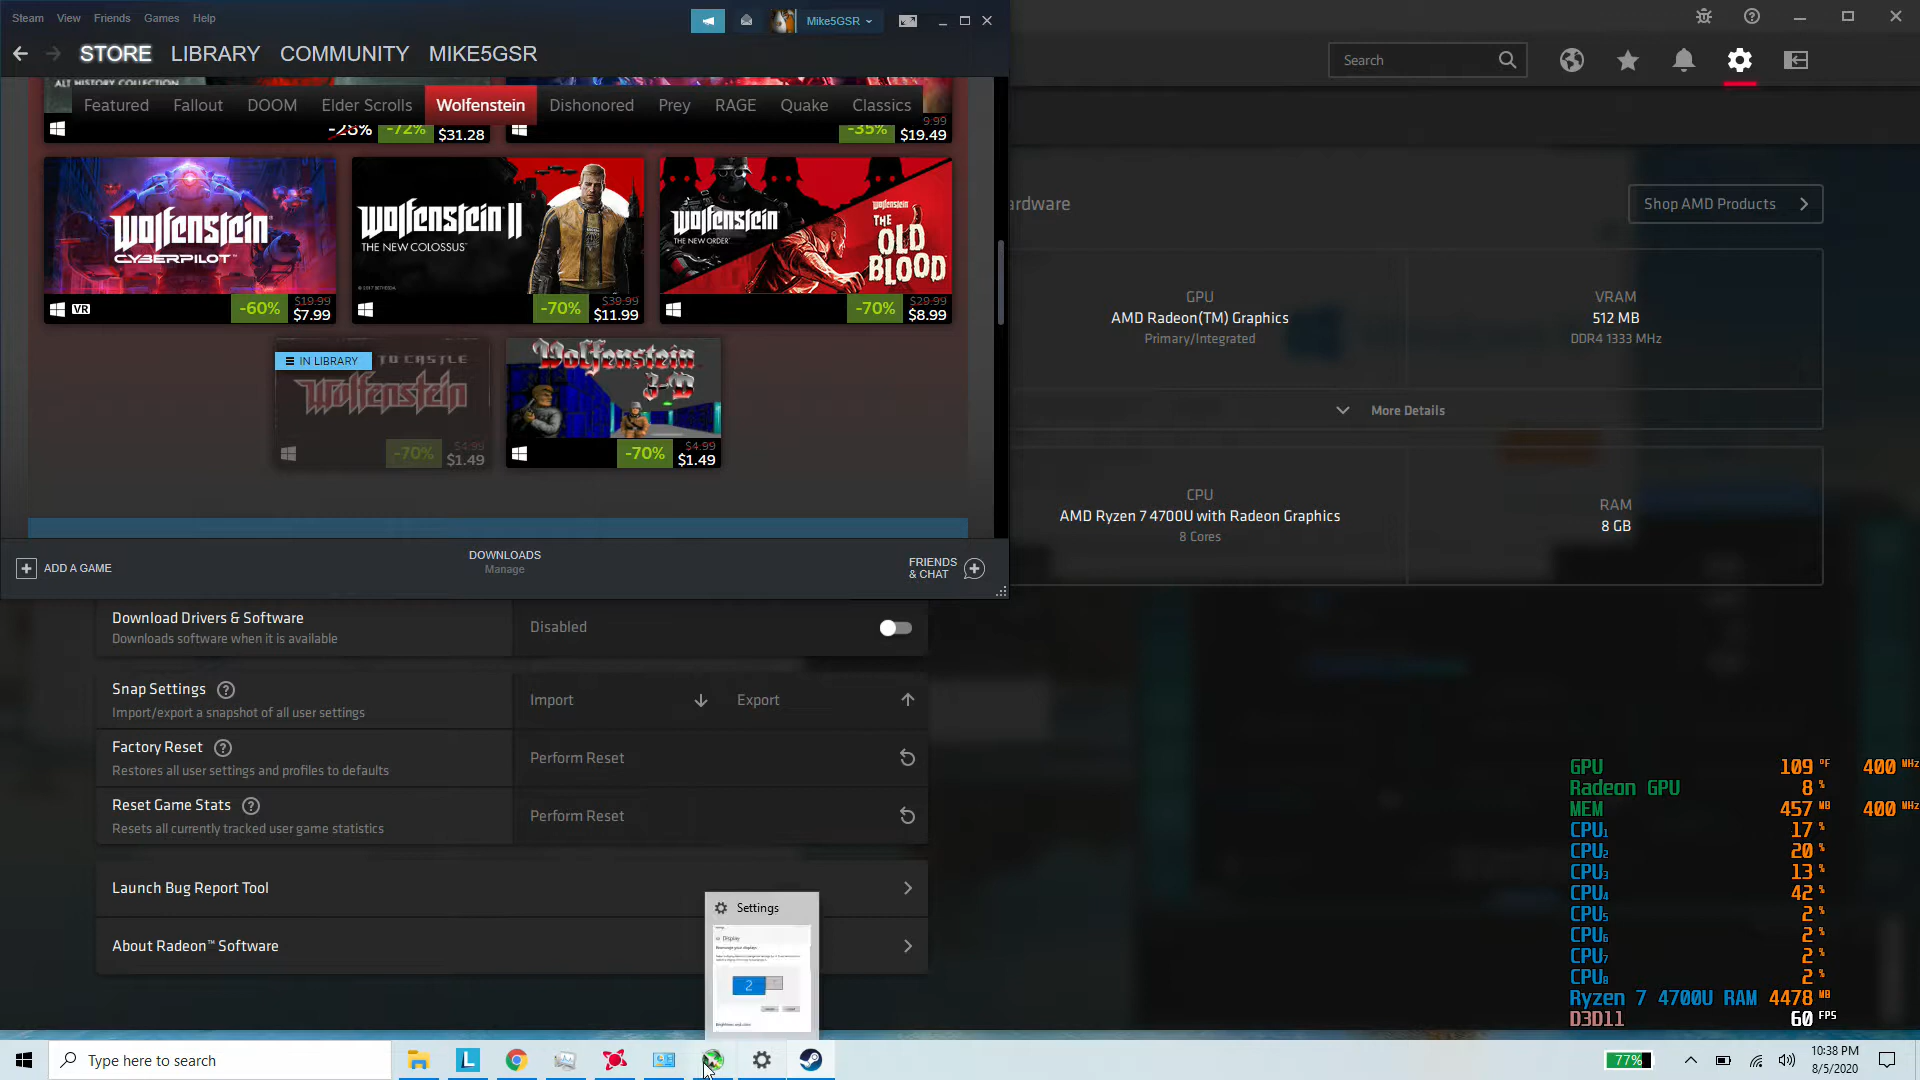 Steam View Friends Games Help
Mike5GSR
STORE LIBRARY COMMUNITY MIKE5GSR
Search
ALT HISTORY COLLECTION
Featured Fallout DOOM Elder Scrolls Wolfenstein Dishonored Prey RAGE Quake Classics
-28% -72% $31.28
-35% $19.49
Wolfenstein CYBERPILOT
VR -60% $19.99 $7.99
Wolfenstein II THE NEW COLOSSUS
-70% $39.99 $11.99
Wolfenstein THE NEW ORDER
Wolfenstein THE OLD BLOOD
-70% $29.99 $8.99
IN LIBRARY
TO CASTLE
Wolfenstein
-70% $4.99 $1.49
Wolfenstein 3-D
-70% $4.99 $1.49
ADD A GAME
DOWNLOADS
Manage
FRIENDS & CHAT
ardware
Shop AMD Products
GPU
AMD Radeon(TM) Graphics
Primary/Integrated
VRAM
512 MB
DDR4 1333 MHz
More Details
CPU
AMD Ryzen 7 4700U with Radeon Graphics
8 Cores
RAM
8 GB
Download Drivers & Software
Downloads software when it is available
Disabled
Snap Settings
Import/export a snapshot of all user settings
Import Export
Factory Reset
Restores all user settings and profiles to defaults
Perform Reset
Reset Game Stats
Resets all currently tracked user game statistics
Perform Reset
Launch Bug Report Tool
About Radeon™ Software
Settings
Display
2
GPU 109 °F 400 MHz
Radeon GPU 8 %
MEM 457 MB 400 MHz
CPU1 17 %
CPU2 20 %
CPU3 13 %
CPU4 42 %
CPU5 2 %
CPU6 2 %
CPU7 2 %
CPU8 2 %
Ryzen 7 4700U RAM 4478 MB
D3D11 60 FPS
Type here to search
L
77%
10:38 PM
8/5/2020